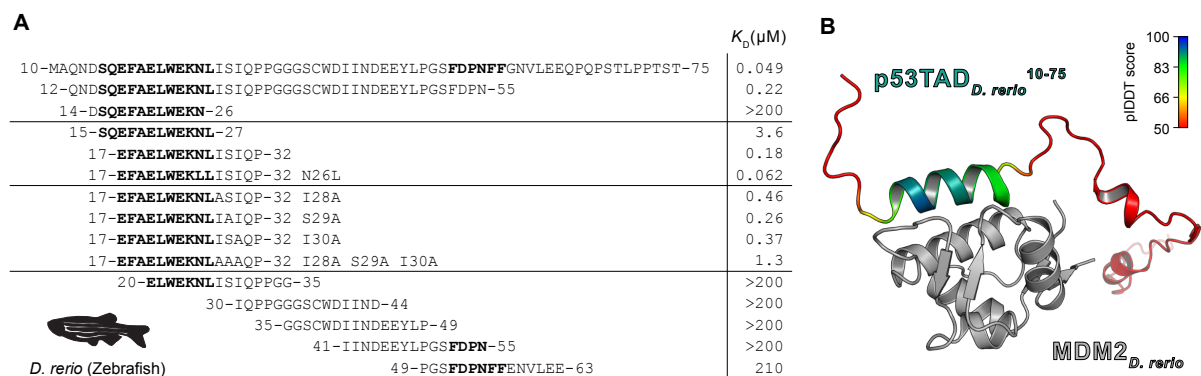 A
K_D(µM)
10-MAQNDSQEFAELWEKNLISIQPPGGGSCWDIINDEEYLPGSFDPNFFGNVLEEQPQPSTLPPTST-75 0.049
12-QNDSQEFAELWEKNLISIQPPGGGSCWDIINDEEYLPGSFDPN-55 0.22
14-DSQEFAELWEKN-26 >200
15-SQEFAELWEKNL-27 3.6
17-EFAELWEKNLISIQP-32 0.18
17-EFAELWEKLLISIQP-32 N26L 0.062
17-EFAELWEKNLASIQP-32 I28A 0.46
17-EFAELWEKNLIAIQP-32 S29A 0.26
17-EFAELWEKNLISAQP-32 I30A 0.37
17-EFAELWEKNLAAAQP-32 I28A S29A I30A 1.3
20-ELWEKNLISIQPPGG-35 >200
30-IQPPGGGSCWDIIND-44 >200
35-GGSCWDIINDEEYLP-49 >200
41-IINDEEYLPGSFDPN-55 >200
49-PGSFDPNFFENVLEE-63 210
D. rerio (Zebrafish)
B
p53TAD D. rerio 10-75
MDM2 D. rerio
plDDT score
100
83
66
50